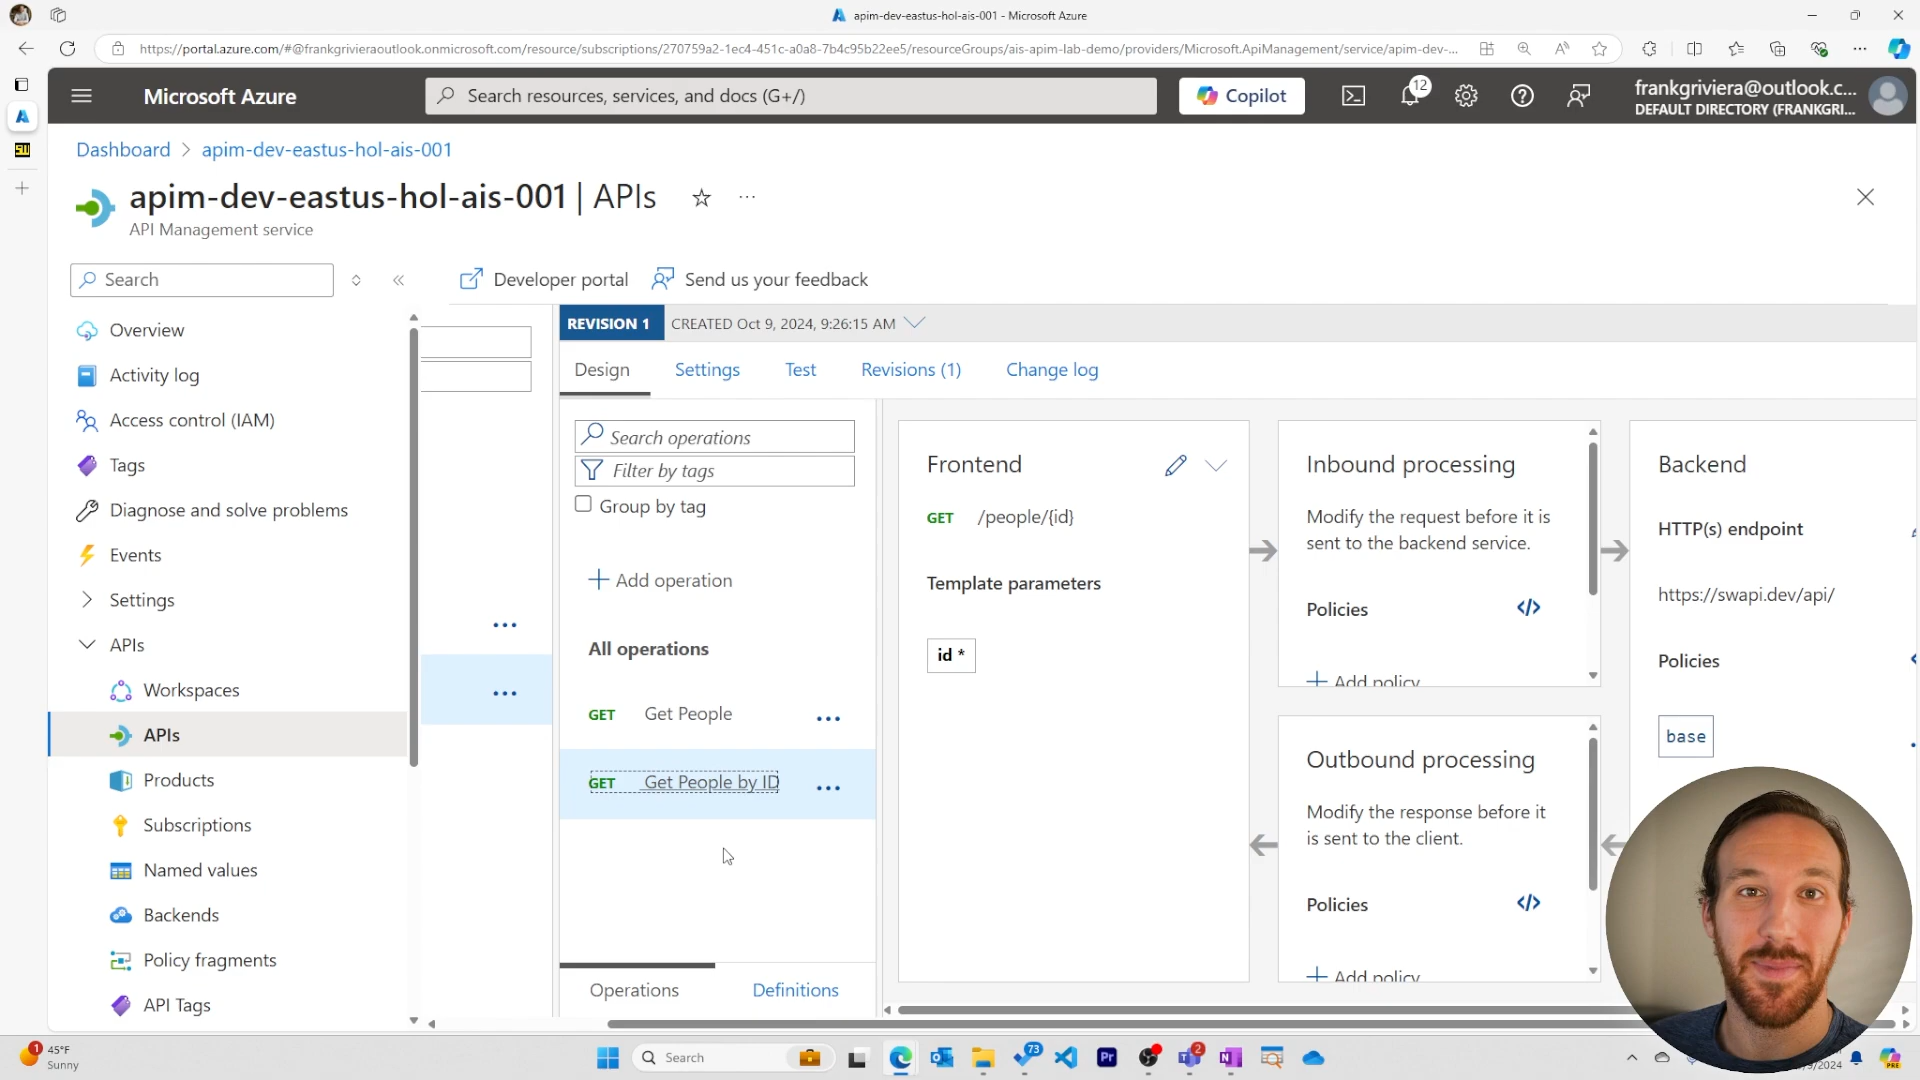 apim-dev-eastus-hol-ais-001 - Microsoft Azure
https://portal.azure.com/#@frankgrivieraoutlook.onmicrosoft.com/resource/subscriptions/270759a2-1ec4-451c-a0a8-7b4c95b22ee5/resourceGroups/ais-apim-lab-demo/providers/Microsoft.ApiManagement/service/apim-dev-...
Microsoft Azure
Search resources, services, and docs (G+/)
Copilot
12
frankgriviera@outlook.c...
DEFAULT DIRECTORY (FRANKGRI...
SW
Dashboard > apim-dev-eastus-hol-ais-001
apim-dev-eastus-hol-ais-001 | APIs
API Management service
Search
Developer portal
Send us your feedback
Overview
Activity log
Access control (IAM)
Tags
Diagnose and solve problems
Events
Settings
APIs
Workspaces
APIs
Products
Subscriptions
Named values
Backends
Policy fragments
API Tags
REVISION 1
CREATED Oct 9, 2024, 9:26:15 AM
Design
Settings
Test
Revisions (1)
Change log
Search operations
Filter by tags
Group by tag
Add operation
All operations
GET Get People
GET Get People by ID
Operations
Definitions
Frontend
GET /people/{id}
Template parameters
id *
Inbound processing
Modify the request before it is
sent to the backend service.
Policies </>
Add policy
Outbound processing
Modify the response before it
is sent to the client.
Policies </>
Add policy
Backend
HTTP(s) endpoint
https://swapi.dev/api/
Policies
base
1
45°F
Sunny
Search
73
Pr
2
N
PRE